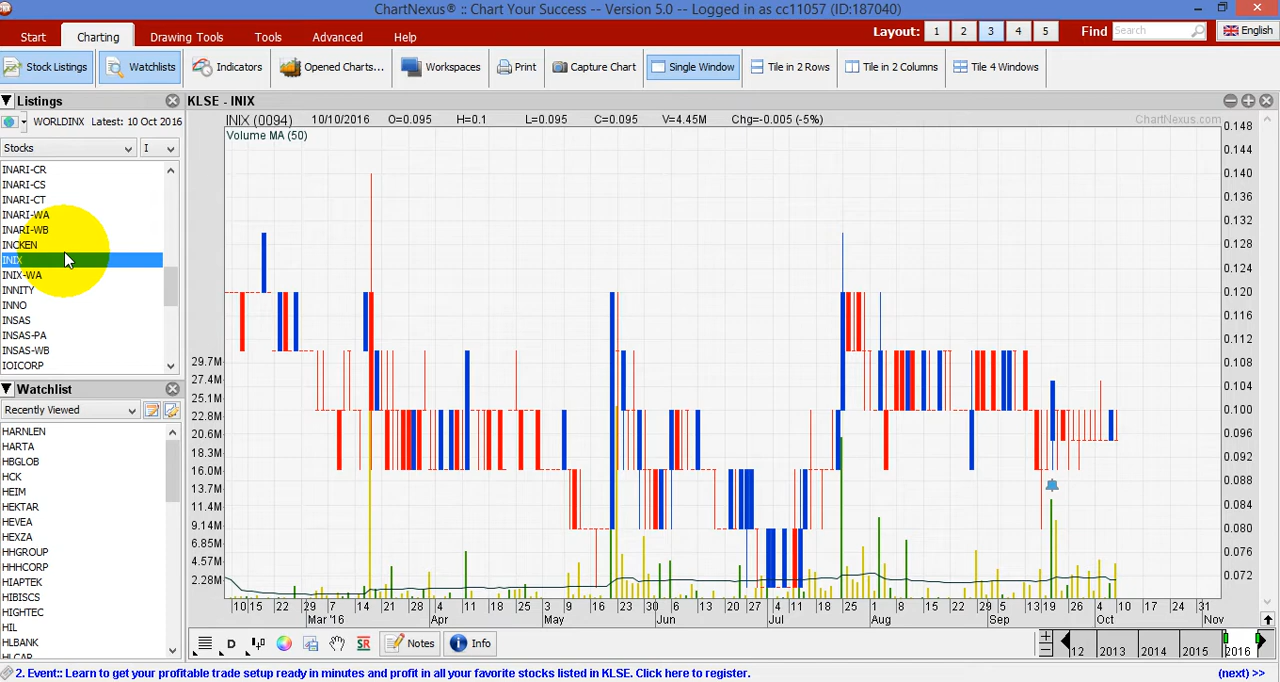 ChartNexus® :: Chart Your Success -- Version 5.0 -- Logged in as cc11057 (ID:187040)
Start Charting Drawing Tools Tools Advanced Help Layout: 1 2 3 4 5 Find Search English
Stock Listings Watchlists Indicators Opened Charts... Workspaces Print Capture Chart Single Window Tile in 2 Rows Tile in 2 Columns Tile 4 Windows
Listings
WORLDINX Latest: 10 Oct 2016
Stocks I
INARI-CR
INARI-CS
INARI-CT
INARI-WA
INARI-WB
INCKEN
INIX
INIX-WA
INNITY
INNO
INSAS
INSAS-PA
INSAS-WB
IOICORP
Watchlist
Recently Viewed
HARNLEN
HARTA
HBGLOB
HCK
HEIM
HEKTAR
HEVEA
HEXZA
HHGROUP
HHHCORP
HIAPTEK
HIBISCS
HIGHTEC
HIL
HLBANK
HLCAP
KLSE - INIX
INIX (0094) 10/10/2016 O=0.095 H=0.1 L=0.095 C=0.095 V=4.45M Chg=-0.005 (-5%) ChartNexus.com
Volume MA (50)
0.148
0.144
0.140
0.136
0.132
0.128
0.124
0.120
0.116
0.112
0.108
0.104
0.100
0.096
0.092
0.088
0.084
0.080
0.076
0.072
29.7M
27.4M
25.1M
22.8M
20.6M
18.3M
16.0M
13.7M
11.4M
9.14M
6.85M
4.57M
2.28M
10 15 22 29 7 14 21 28 4 11 18 25 3 9 16 23 30 6 13 20 27 4 11 18 25 1 8 15 22 29 5 13 19 26 4 10 17 24 31
Mar '16 Apr May Jun Jul Aug Sep Oct Nov
D SR Notes Info
12 2013 2014 2015 2016
2. Event:: Learn to get your profitable trade setup ready in minutes and profit in all your favorite stocks listed in KLSE. Click here to register. (next) >>